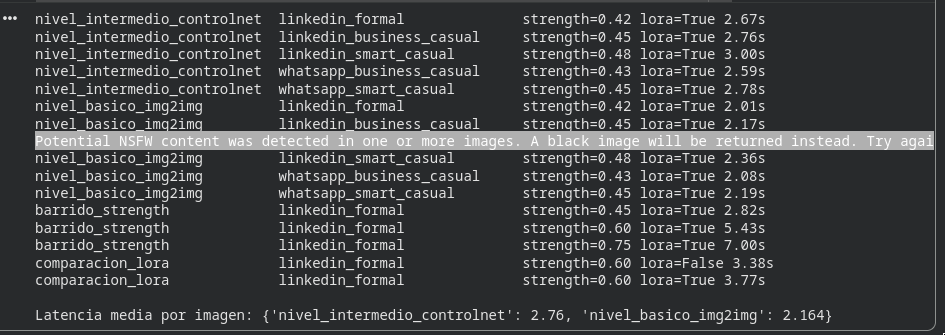 nivel_intermedio_controlnet linkedin_formal strength=0.42 lora=True 2.67s
nivel_intermedio_controlnet linkedin_business_casual strength=0.45 lora=True 2.76s
nivel_intermedio_controlnet linkedin_smart_casual strength=0.48 lora=True 3.00s
nivel_intermedio_controlnet whatsapp_business_casual strength=0.43 lora=True 2.59s
nivel_intermedio_controlnet whatsapp_smart_casual strength=0.45 lora=True 2.78s
nivel_basico_img2img linkedin_formal strength=0.42 lora=True 2.01s
nivel_basico_img2img linkedin_business_casual strength=0.45 lora=True 2.17s
Potential NSFW content was detected in one or more images. A black image will be returned instead. Try agai
nivel_basico_img2img linkedin_smart_casual strength=0.48 lora=True 2.36s
nivel_basico_img2img whatsapp_business_casual strength=0.43 lora=True 2.08s
nivel_basico_img2img whatsapp_smart_casual strength=0.45 lora=True 2.19s
barrido_strength linkedin_formal strength=0.45 lora=True 2.82s
barrido_strength linkedin_formal strength=0.60 lora=True 5.43s
barrido_strength linkedin_formal strength=0.75 lora=True 7.00s
comparacion_lora linkedin_formal strength=0.60 lora=False 3.38s
comparacion_lora linkedin_formal strength=0.60 lora=True 3.77s
Latencia media por imagen: {'nivel_intermedio_controlnet': 2.76, 'nivel_basico_img2img': 2.164}